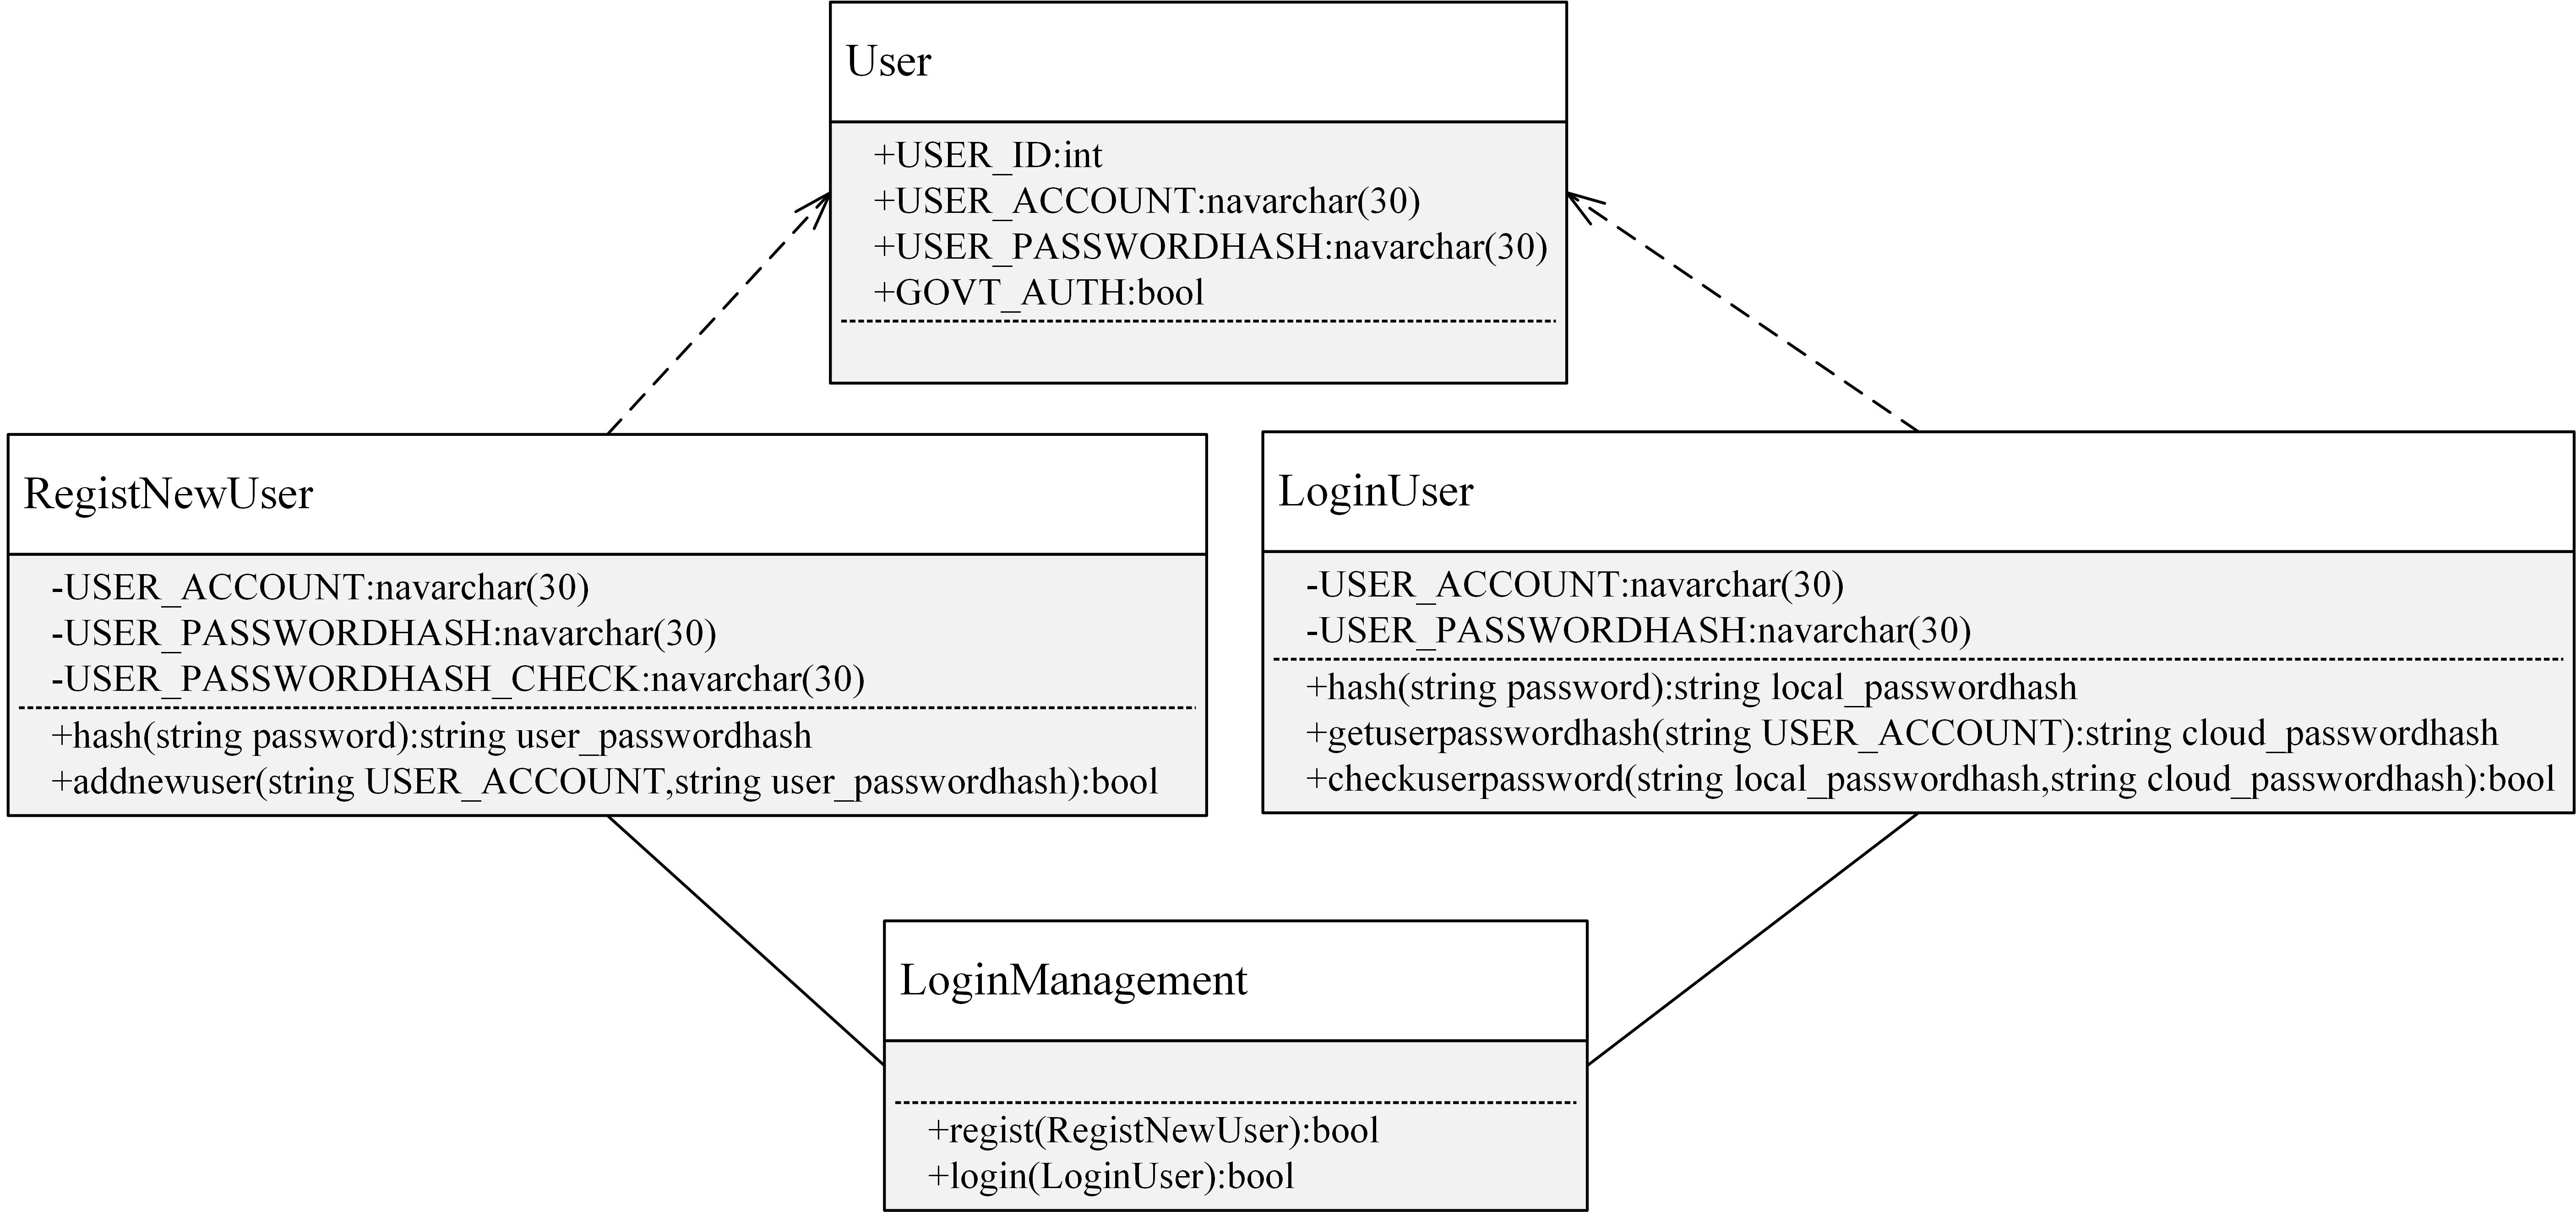 User
+USER_ID:int
+USER_ACCOUNT:navarchar(30)
+USER_PASSWORDHASH:navarchar(30)
+GOVT_AUTH:bool
RegistNewUser
-USER_ACCOUNT:navarchar(30)
-USER_PASSWORDHASH:navarchar(30)
-USER_PASSWORDHASH_CHECK:navarchar(30)
+hash(string password):string user_passwordhash
+addnewuser(string USER_ACCOUNT,string user_passwordhash):bool
LoginUser
-USER_ACCOUNT:navarchar(30)
-USER_PASSWORDHASH:navarchar(30)
+hash(string password):string local_passwordhash
+getuserpasswordhash(string USER_ACCOUNT):string cloud_passwordhash
+checkuserpassword(string local_passwordhash,string cloud_passwordhash):bool
LoginManagement
+regist(RegistNewUser):bool
+login(LoginUser):bool